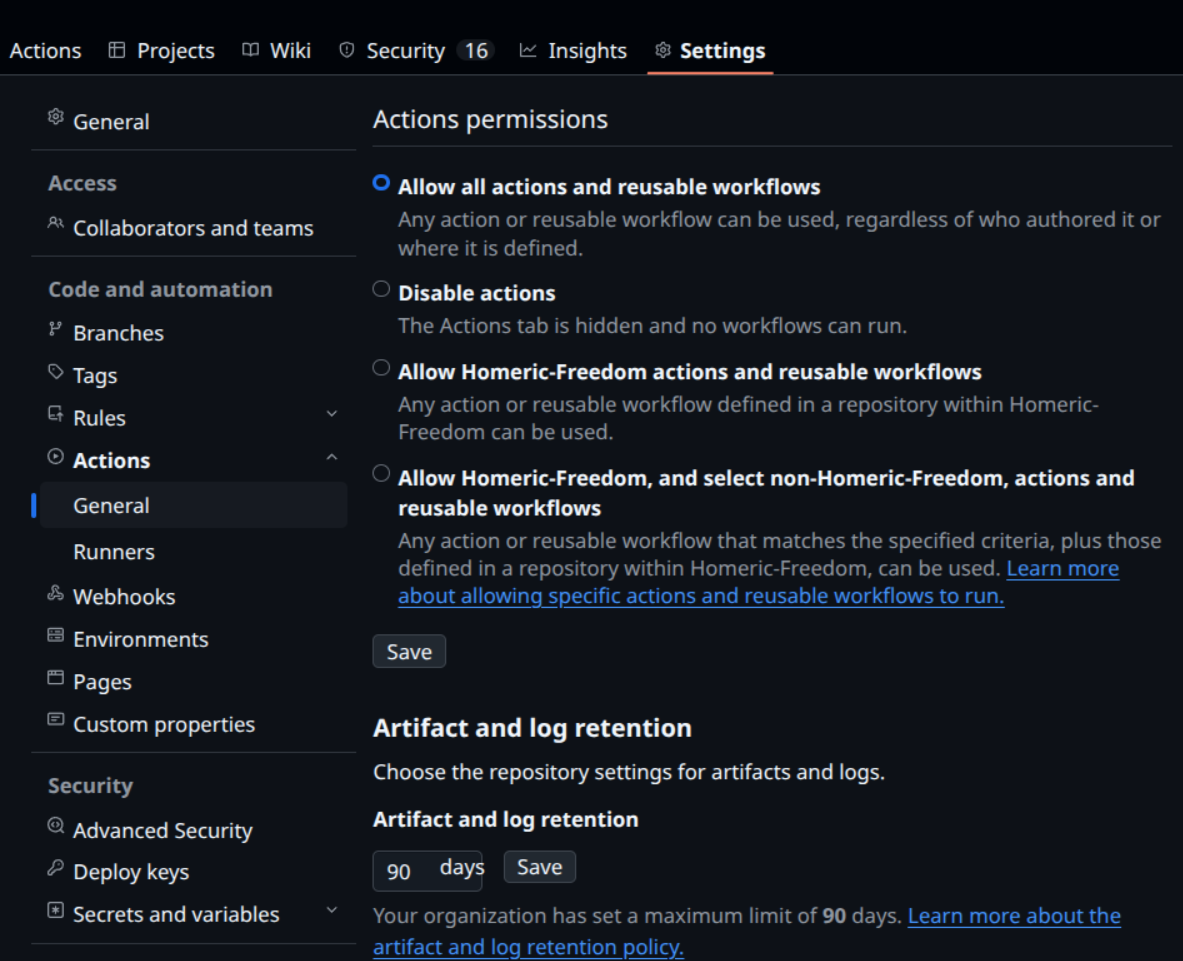 Actions Projects Wiki Security 16 Insights Settings
General
Access
Collaborators and teams
Code and automation
Branches
Tags
Rules
Actions
General
Runners
Webhooks
Environments
Pages
Custom properties
Security
Advanced Security
Deploy keys
Secrets and variables
Actions permissions
Allow all actions and reusable workflows
Any action or reusable workflow can be used, regardless of who authored it or
where it is defined.
Disable actions
The Actions tab is hidden and no workflows can run.
Allow Homeric-Freedom actions and reusable workflows
Any action or reusable workflow defined in a repository within Homeric-
Freedom can be used.
Allow Homeric-Freedom, and select non-Homeric-Freedom, actions and
reusable workflows
Any action or reusable workflow that matches the specified criteria, plus those
defined in a repository within Homeric-Freedom, can be used. Learn more
about allowing specific actions and reusable workflows to run.
Save
Artifact and log retention
Choose the repository settings for artifacts and logs.
Artifact and log retention
90 days Save
Your organization has set a maximum limit of 90 days. Learn more about the
artifact and log retention policy.